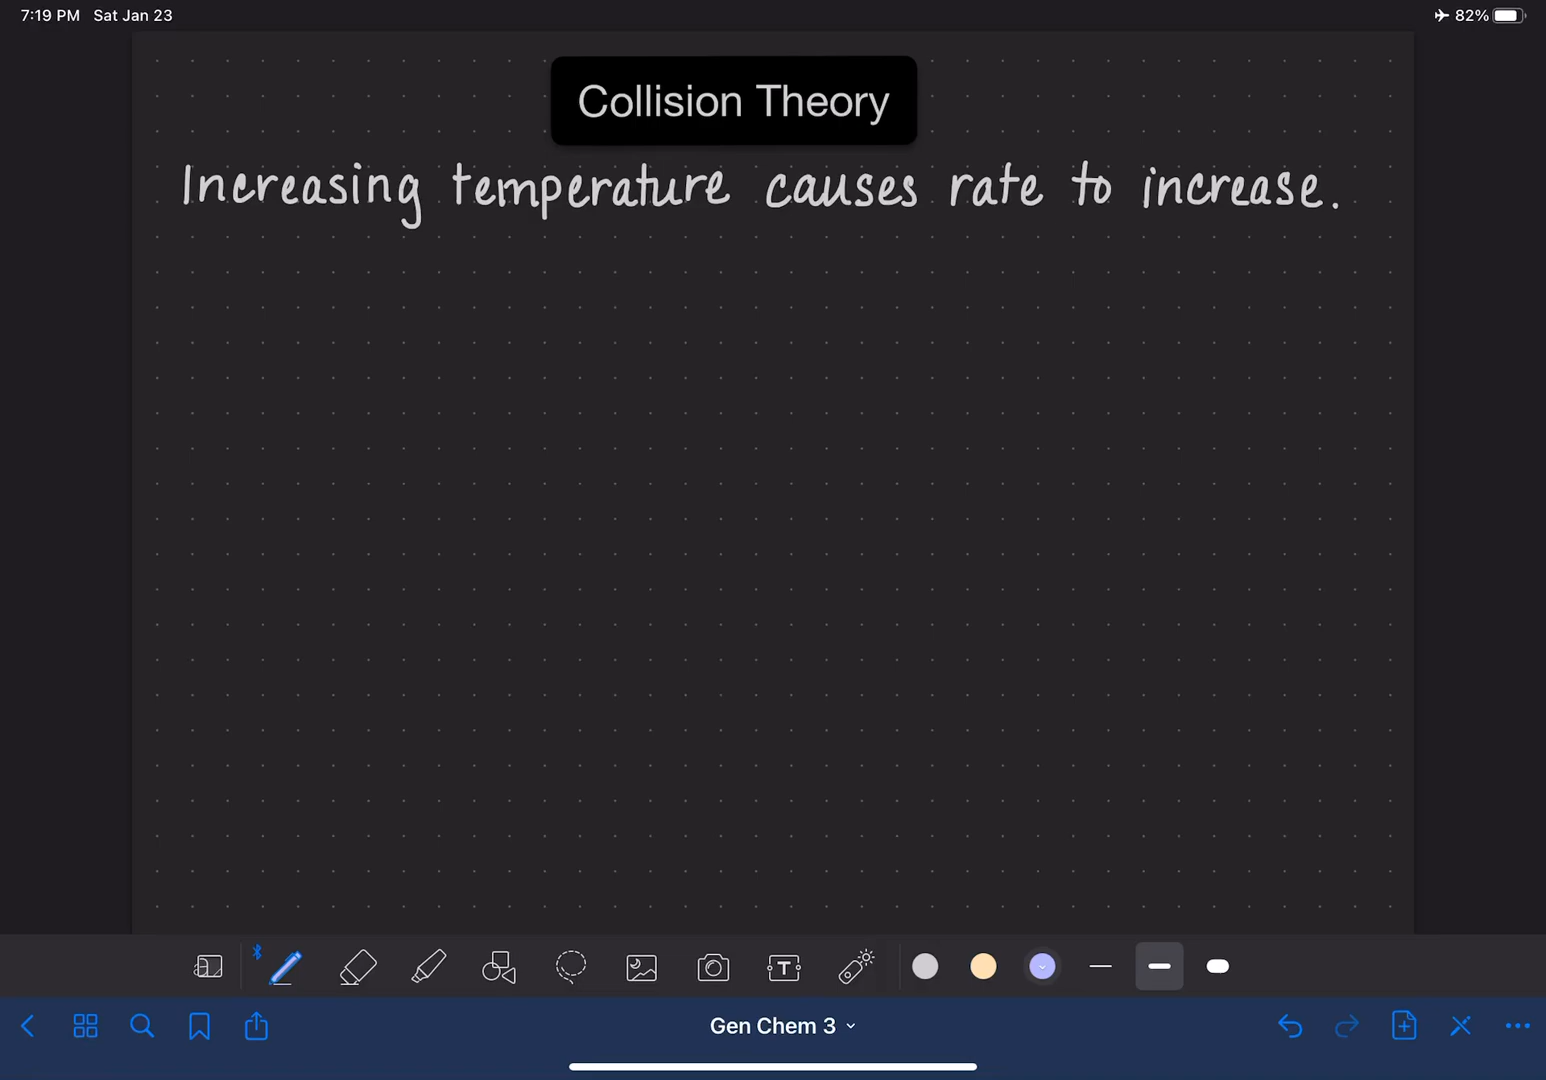 7:19 PM Sat Jan 23
82%
Collision Theory
Increasing temperature causes rate to increase.
Gen Chem 3